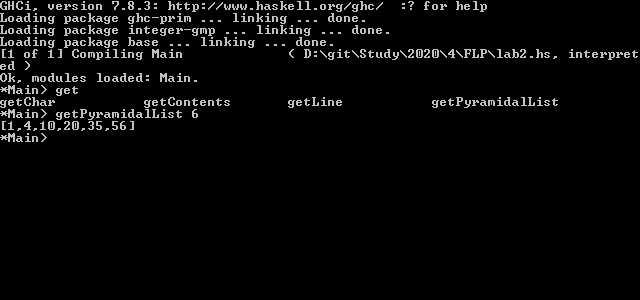 GHCi, version 7.8.3: http://www.haskell.org/ghc/  :? for help
Loading package ghc-prim ... linking ... done.
Loading package integer-gmp ... linking ... done.
Loading package base ... linking ... done.
[1 of 1] Compiling Main             ( D:\git\Study\2020\4\FLP\lab2.hs, interpret
ed )
Ok, modules loaded: Main.
*Main> get
getChar           getContents       getLine           getPyramidalList
*Main> getPyramidalList 6
[1,4,10,20,35,56]
*Main>